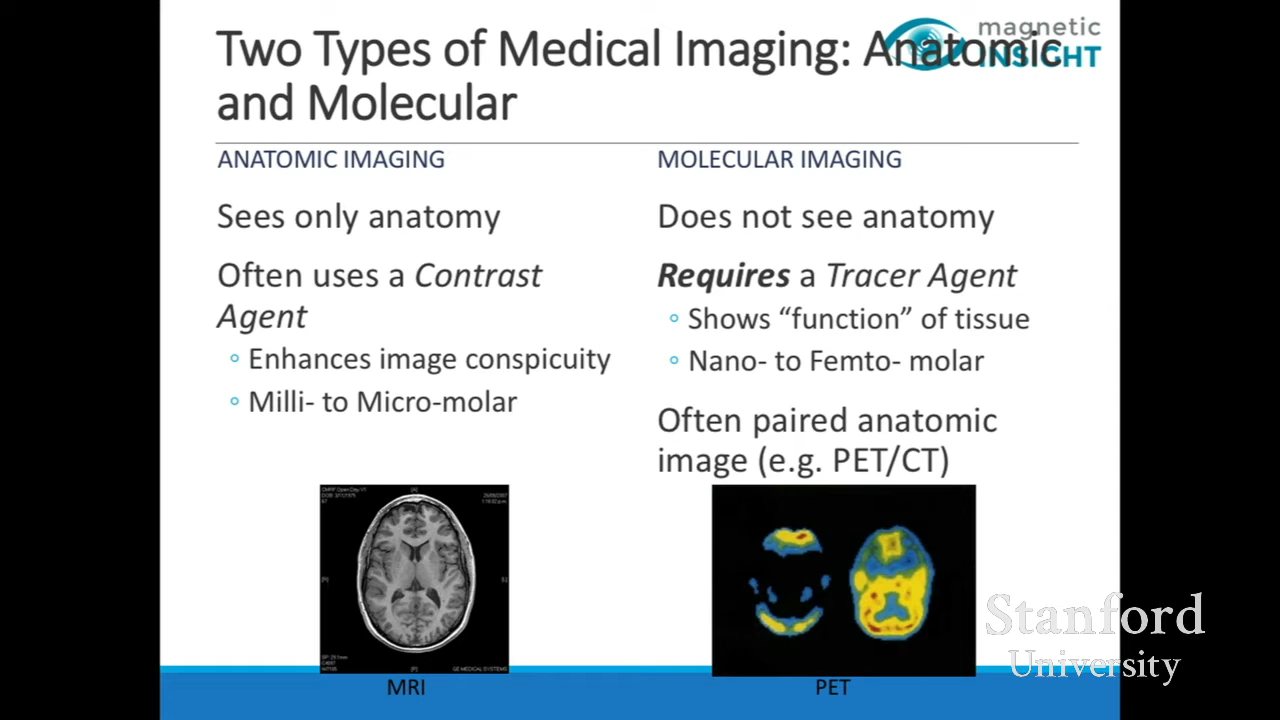 Two Types of Medical Imaging: Anatomic
and Molecular
magnetic
INSIGHT
ANATOMIC IMAGING
Sees only anatomy
Often uses a Contrast
Agent
Enhances image conspicuity
Milli- to Micro-molar
MRI
MOLECULAR IMAGING
Does not see anatomy
Requires a Tracer Agent
Shows “function” of tissue
Nano- to Femto- molar
Often paired anatomic
image (e.g. PET/CT)
PET
Stanford
University